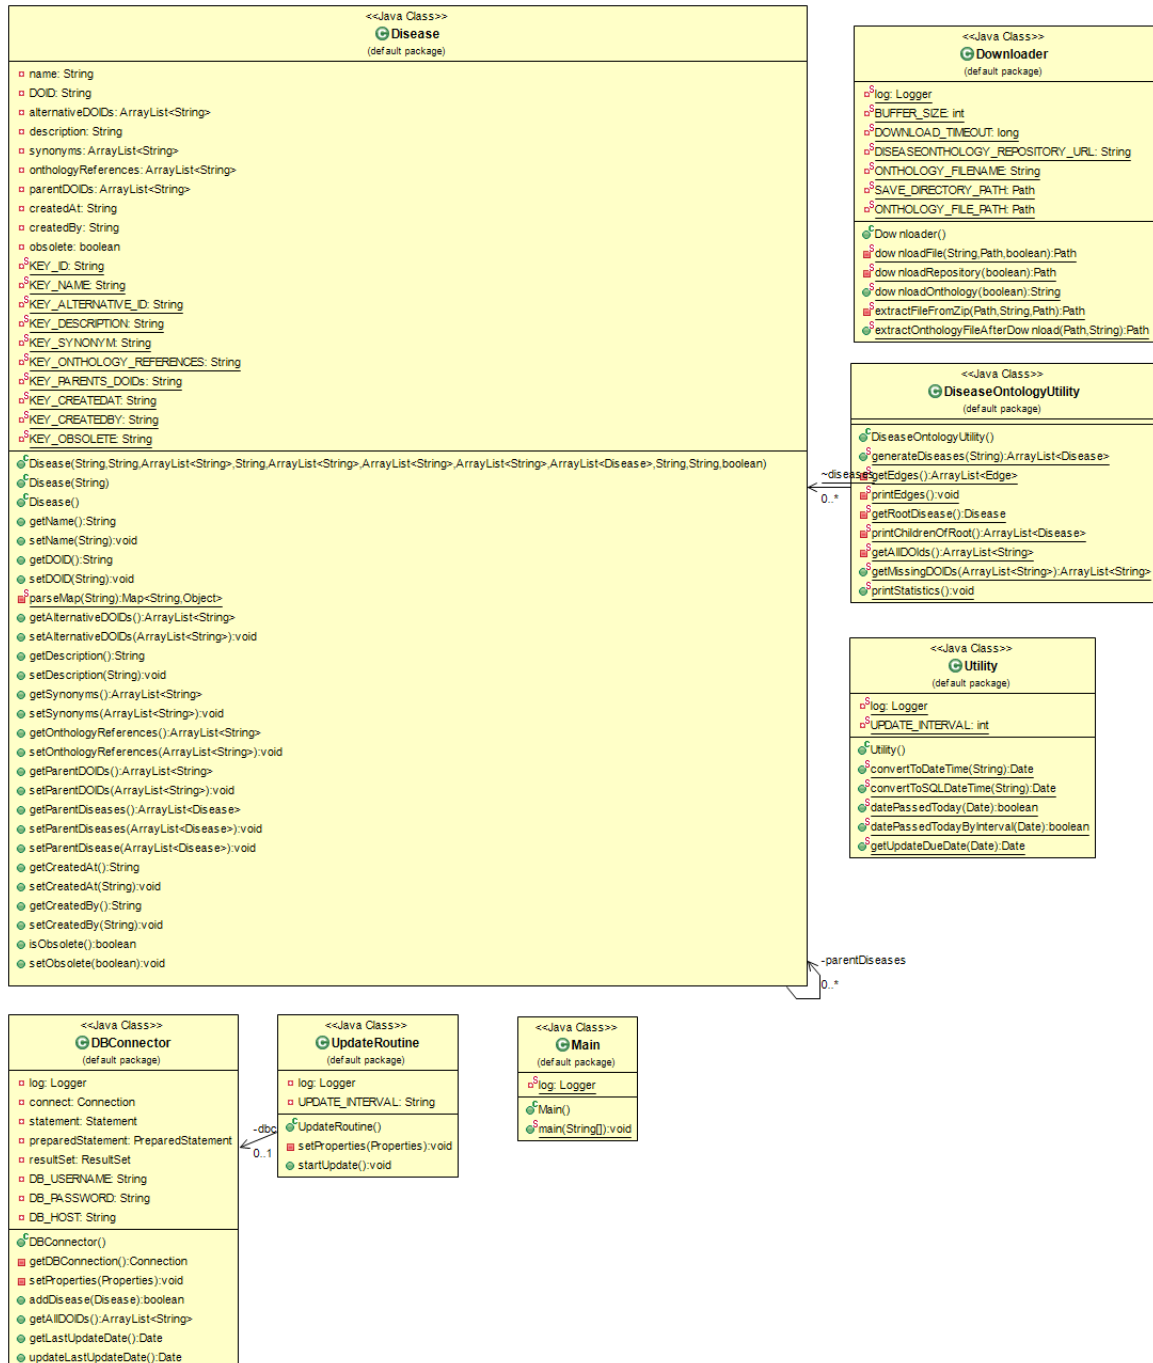 <<Java Class>>
Disease
(default package)
name: String
DOID: String
alternativeDOIDs: ArrayList<String>
description: String
synonyms: ArrayList<String>
onthologyReferences: ArrayList<String>
parentDOIDs: ArrayList<String>
createdAt: String
createdBy: String
obsolete: boolean
KEY_ID: String
KEY_NAME: String
KEY_ALTERNATIVE_ID: String
KEY_DESCRIPTION: String
KEY_SYNONYM: String
KEY_ONTHOLOGY_REFERENCES: String
KEY_PARENTS_DOIDs: String
KEY_CREATEDAT: String
KEY_CREATEDBY: String
KEY_OBSOLETE: String
Disease(String,String,ArrayList<String>,String,ArrayList<String>,ArrayList<String>,ArrayList<String>,ArrayList<Disease>,String,String,boolean)
Disease(String)
Disease()
getName():String
setName(String):void
getDOID():String
setDOID(String):void
parseMap(String):Map<String,Object>
getAlternativeDOIDs():ArrayList<String>
setAlternativeDOIDs(ArrayList<String>):void
getDescription():String
setDescription(String):void
getSynonyms():ArrayList<String>
setSynonyms(ArrayList<String>):void
getOnthologyReferences():ArrayList<String>
setOnthologyReferences(ArrayList<String>):void
getParentDOIDs():ArrayList<String>
setParentDOIDs(ArrayList<String>):void
getParentDiseases():ArrayList<Disease>
setParentDiseases(ArrayList<Disease>):void
setParentDisease(ArrayList<Disease>):void
getCreatedAt():String
setCreatedAt(String):void
getCreatedBy():String
setCreatedBy(String):void
isObsolete():boolean
setObsolete(boolean):void
<<Java Class>>
Downloader
(default package)
log: Logger
BUFFER_SIZE: int
DOWNLOAD_TIMEOUT: long
DISEASEONTHOLOGY_REPOSITORY_URL: String
ONTHOLOGY_FILENAME: String
SAVE_DIRECTORY_PATH: Path
ONTHOLOGY_FILE_PATH: Path
Downloader()
downloadFile(String,Path,boolean):Path
downloadRepository(boolean):Path
downloadOnthology(boolean):String
extractFileFromZip(Path,String,Path):Path
extractOnthologyFileAfterDownload(Path,String):Path
<<Java Class>>
DiseaseOntologyUtility
(default package)
DiseaseOntologyUtility()
generateDiseases(String):ArrayList<Disease>
getEdges():ArrayList<Edge>
printEdges():void
getRootDisease():Disease
printChildrenOfRoot():ArrayList<Disease>
getAllDOIds():ArrayList<String>
getMissingDOIDs(ArrayList<String>):ArrayList<String>
printStatistics():void
~diseases
0..*
<<Java Class>>
Utility
(default package)
log: Logger
UPDATE_INTERVAL: int
Utility()
convertToDateTime(String):Date
convertToSQLDateTime(String):Date
datePassedToday(Date):boolean
datePassedTodayByInterval(Date):boolean
getUpdateDueDate(Date):Date
-parentDiseases
0..*
<<Java Class>>
DBConnector
(default package)
log: Logger
connect: Connection
statement: Statement
preparedStatement: PreparedStatement
resultSet: ResultSet
DB_USERNAME: String
DB_PASSWORD: String
DB_HOST: String
DBConnector()
getDBConnection():Connection
setProperties(Properties):void
addDisease(Disease):boolean
getAllDOIDs():ArrayList<String>
getLastUpdateDate():Date
updateLastUpdateDate():Date
-dbc
0..1
<<Java Class>>
UpdateRoutine
(default package)
log: Logger
UPDATE_INTERVAL: String
UpdateRoutine()
setProperties(Properties):void
startUpdate():void
<<Java Class>>
Main
(default package)
log: Logger
Main()
main(String[]):void